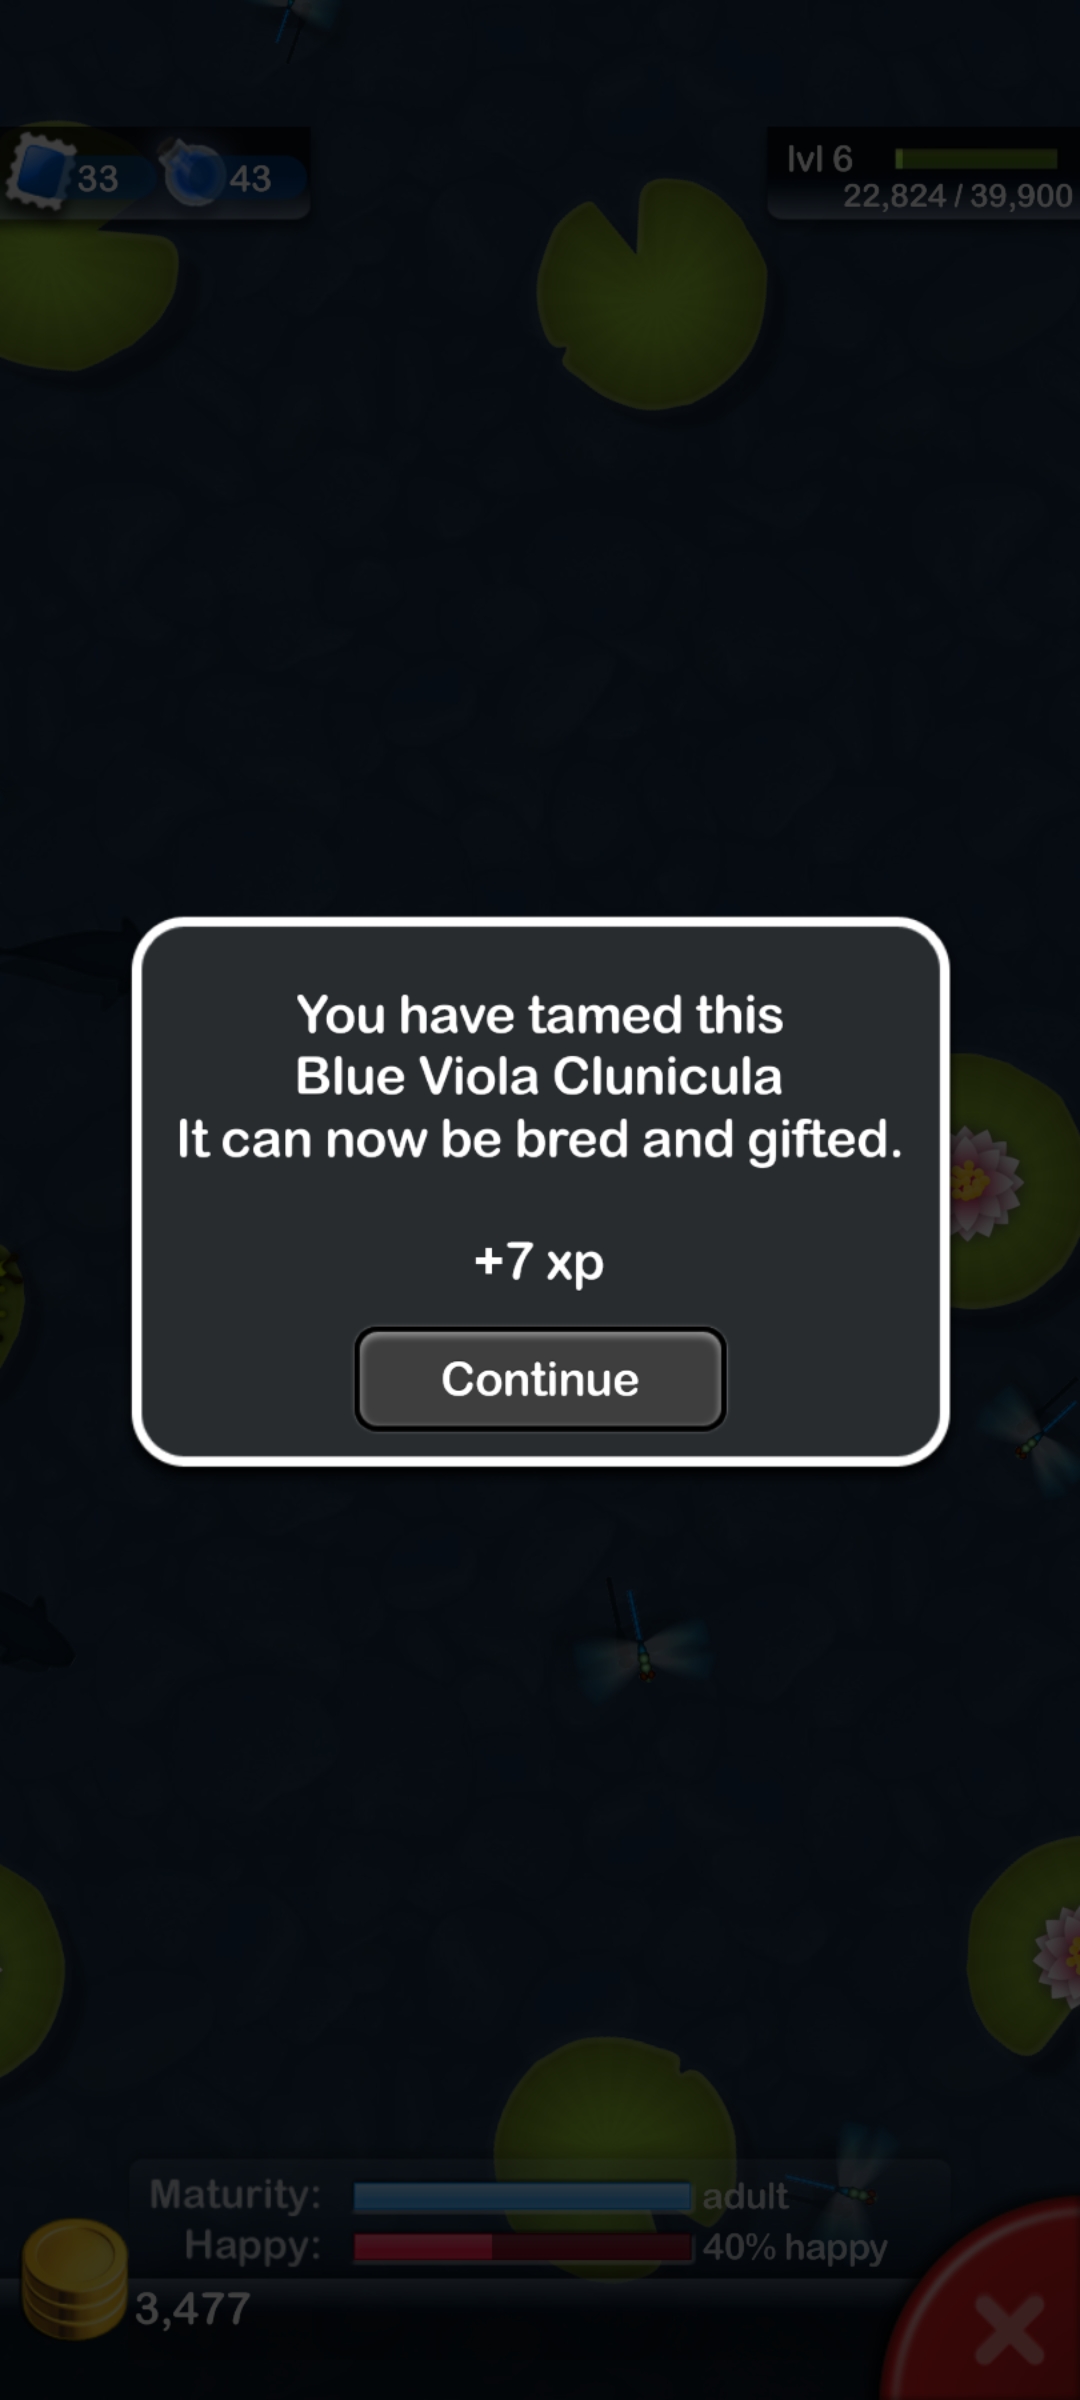 33 43
lvl 6
22,824 / 39,900
You have tamed this
Blue Viola Clunicula
It can now be bred and gifted.
+7 xp
Continue
Maturity: adult
Happy: 40% happy
3,477